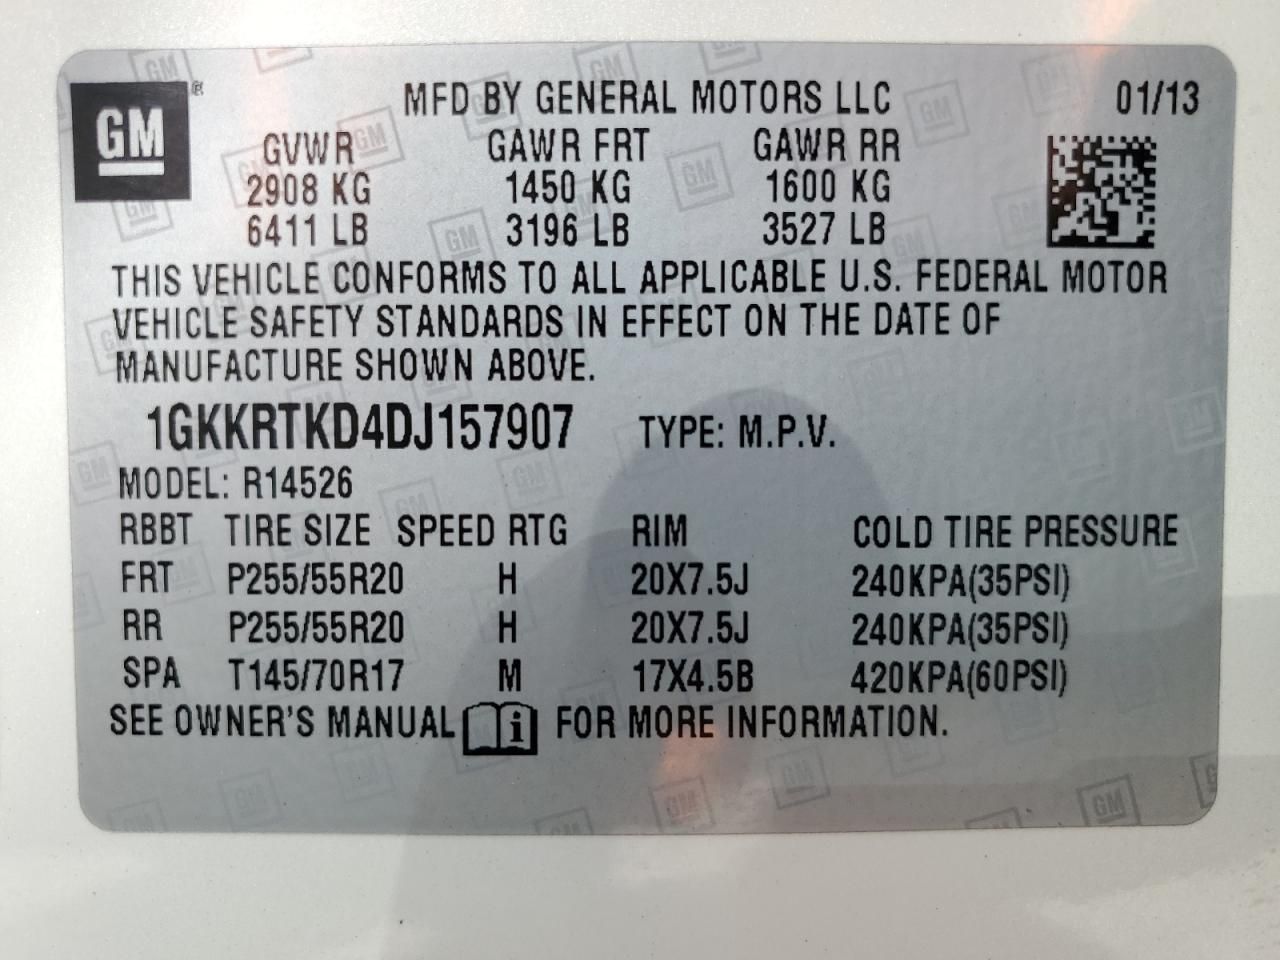 GM ®
MFD BY GENERAL MOTORS LLC 01/13
GVWR GAWR FRT GAWR RR
2908 KG 1450 KG 1600 KG
6411 LB 3196 LB 3527 LB
THIS VEHICLE CONFORMS TO ALL APPLICABLE U.S. FEDERAL MOTOR
VEHICLE SAFETY STANDARDS IN EFFECT ON THE DATE OF
MANUFACTURE SHOWN ABOVE.
1GKKRTKD4DJ157907 TYPE: M.P.V.
MODEL: R14526
RBBT TIRE SIZE SPEED RTG RIM COLD TIRE PRESSURE
FRT P255/55R20 H 20X7.5J 240KPA(35PSI)
RR P255/55R20 H 20X7.5J 240KPA(35PSI)
SPA T145/70R17 M 17X4.5B 420KPA(60PSI)
SEE OWNER'S MANUAL i FOR MORE INFORMATION.